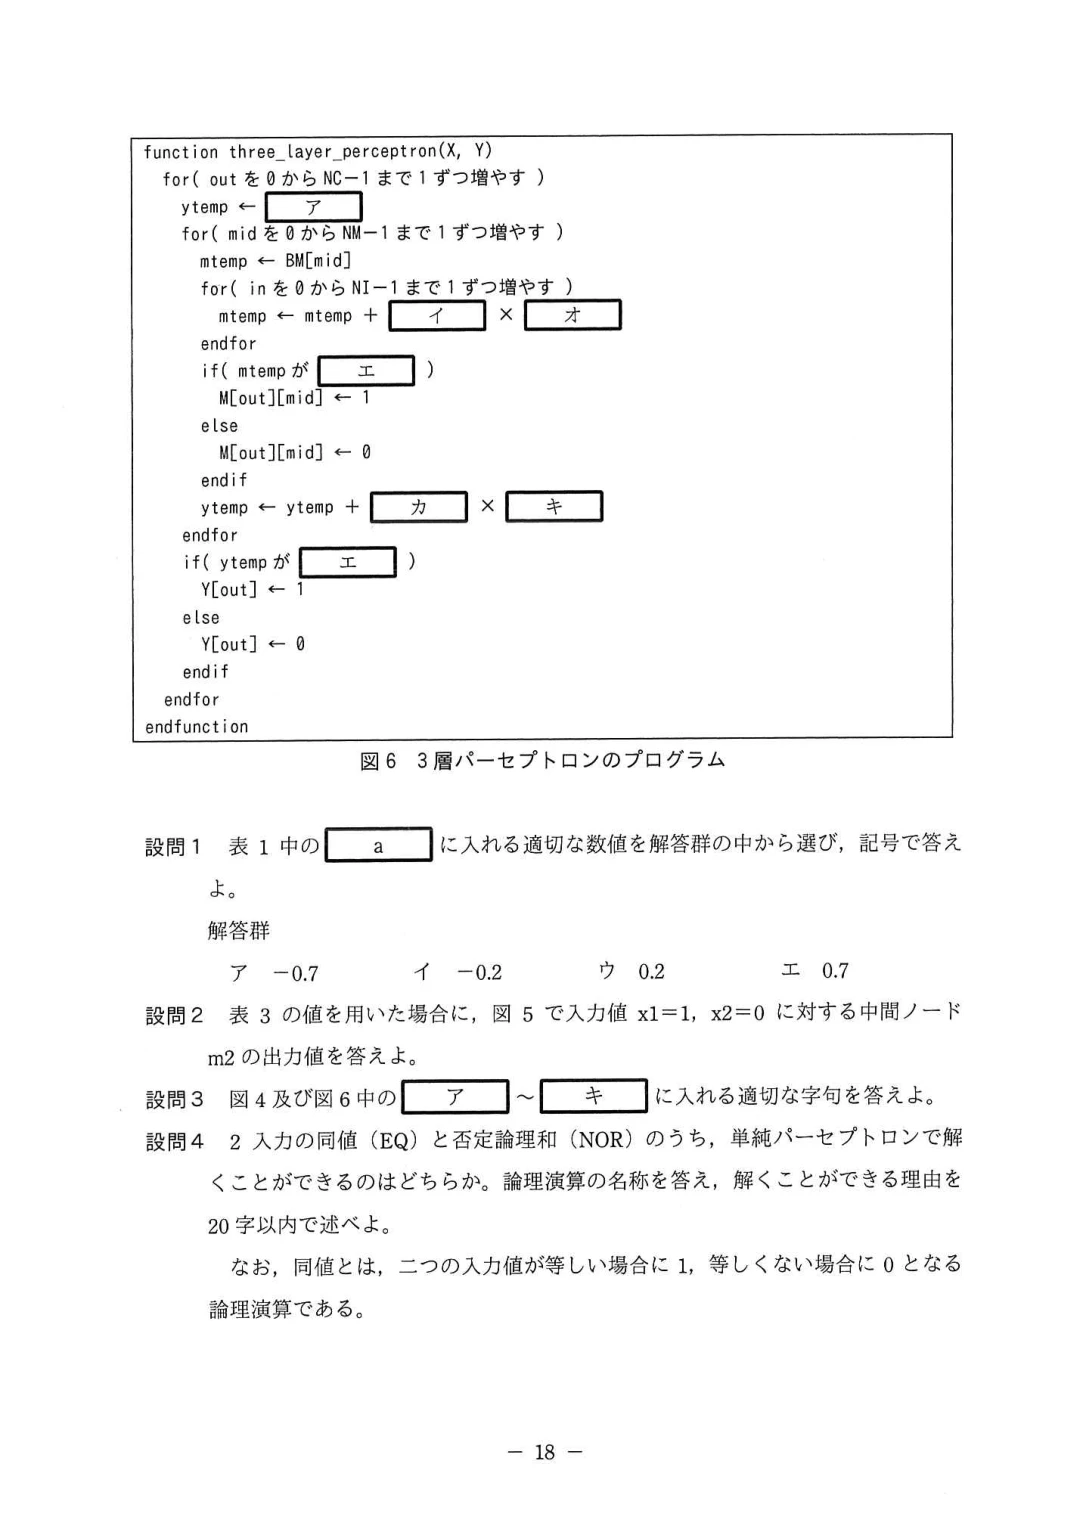 function three_layer_perceptron(X, Y)
for( out を 0 から NC－1 まで 1 ずつ増やす )
ytemp ← ア
for( mid を 0 から NM－1 まで 1 ずつ増やす )
mtemp ← BM[mid]
for( in を 0 から NI－1 まで 1 ずつ増やす )
mtemp ← mtemp ＋ イ × オ
endfor
if( mtemp が エ )
M[out][mid] ← 1
else
M[out][mid] ← 0
endif
ytemp ← ytemp ＋ カ × キ
endfor
if( ytemp が エ )
Y[out] ← 1
else
Y[out] ← 0
endif
endfor
endfunction
図6 3層パーセプトロンのプログラム
設問1 表 1 中の a に入れる適切な数値を解答群の中から選び，記号で答え
よ。
解答群
ア －0.7 イ －0.2 ウ 0.2 エ 0.7
設問2 表 3 の値を用いた場合に，図 5 で入力値 x1＝1，x2＝0 に対する中間ノード
m2 の出力値を答えよ。
設問3 図 4 及び図 6 中の ア ～ キ に入れる適切な字句を答えよ。
設問4 2 入力の同値（EQ）と否定論理和（NOR）のうち，単純パーセプトロンで解
くことができるのはどちらか。論理演算の名称を答え，解くことができる理由を
20 字以内で述べよ。
なお，同値とは，二つの入力値が等しい場合に 1，等しくない場合に 0 となる
論理演算である。
－ 18 －